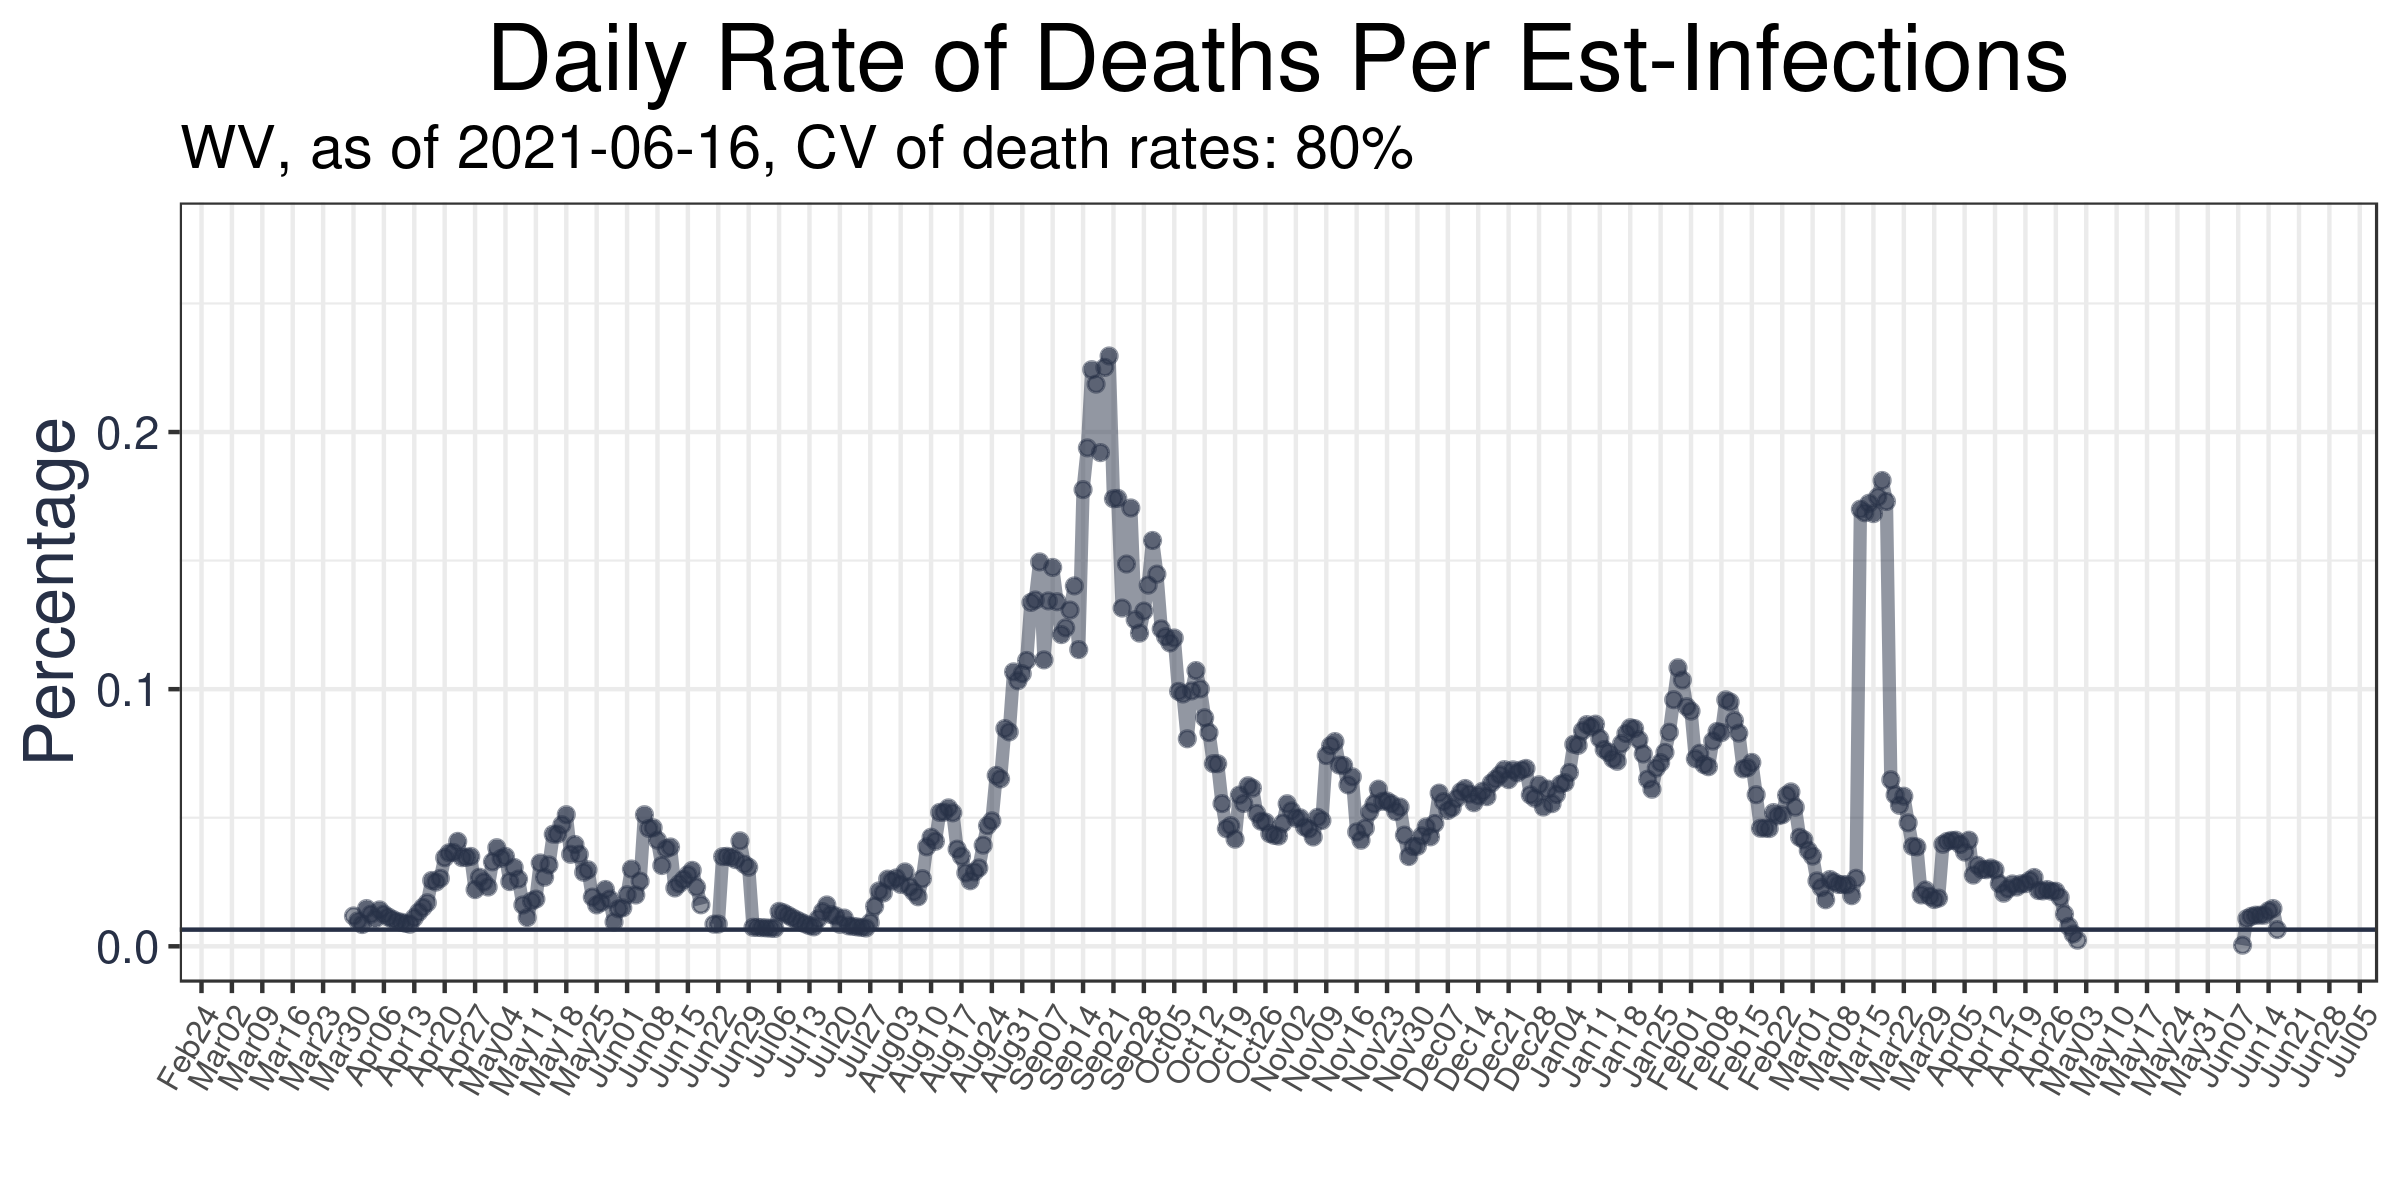 Daily Rate of Deaths Per Est-Infections
WV, as of 2021-06-16, CV of death rates: 80%
Percentage
0.2
0.1
0.0
Feb24
Mar02
Mar09
Mar16
Mar23
Mar30
Apr06
Apr13
Apr20
Apr27
May04
May11
May18
May25
Jun01
Jun08
Jun15
Jun22
Jun29
Jul06
Jul13
Jul20
Jul27
Aug03
Aug10
Aug17
Aug24
Aug31
Sep07
Sep14
Sep21
Sep28
Oct05
Oct12
Oct19
Oct26
Nov02
Nov09
Nov16
Nov23
Nov30
Dec07
Dec14
Dec21
Dec28
Jan04
Jan11
Jan18
Jan25
Feb01
Feb08
Feb15
Feb22
Mar01
Mar08
Mar15
Mar22
Mar29
Apr05
Apr12
Apr19
Apr26
May03
May10
May17
May24
May31
Jun07
Jun14
Jun21
Jun28
Jul05